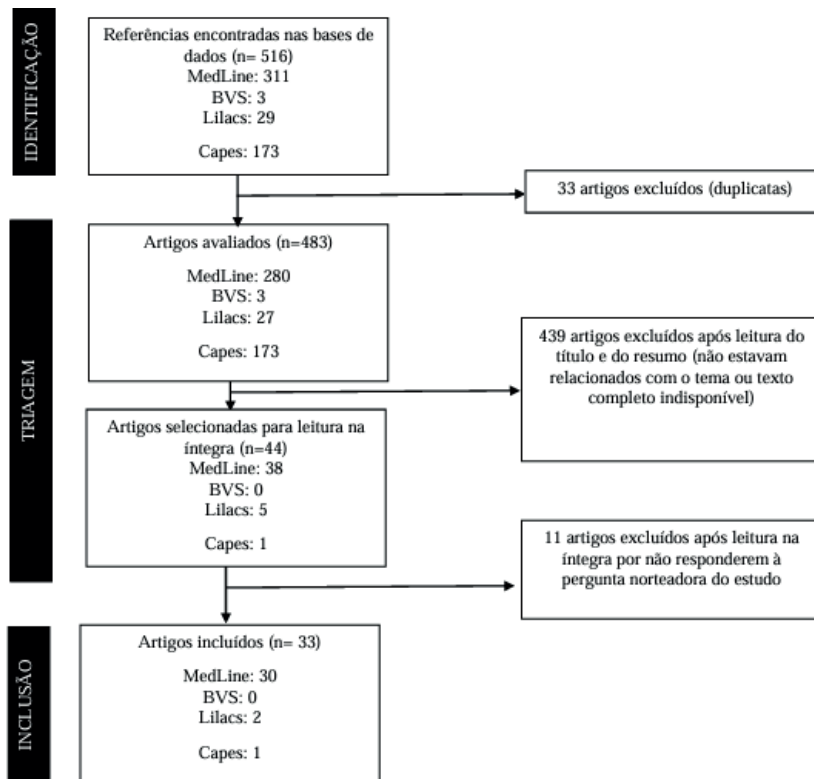 IDENTIFICAÇÃO
Referências encontradas nas bases de
dados (n= 516)
MedLine: 311
BVS: 3
Lilacs: 29
Capes: 173
33 artigos excluídos (duplicatas)
TRIAGEM
Artigos avaliados (n=483)
MedLine: 280
BVS: 3
Lilacs: 27
Capes: 173
439 artigos excluídos após leitura do
título e do resumo (não estavam
relacionados com o tema ou texto
completo indisponível)
Artigos selecionadas para leitura na
íntegra (n=44)
MedLine: 38
BVS: 0
Lilacs: 5
Capes: 1
11 artigos excluídos após leitura na
íntegra por não responderem à
pergunta norteadora do estudo
INCLUSÃO
Artigos incluídos (n= 33)
MedLine: 30
BVS: 0
Lilacs: 2
Capes: 1